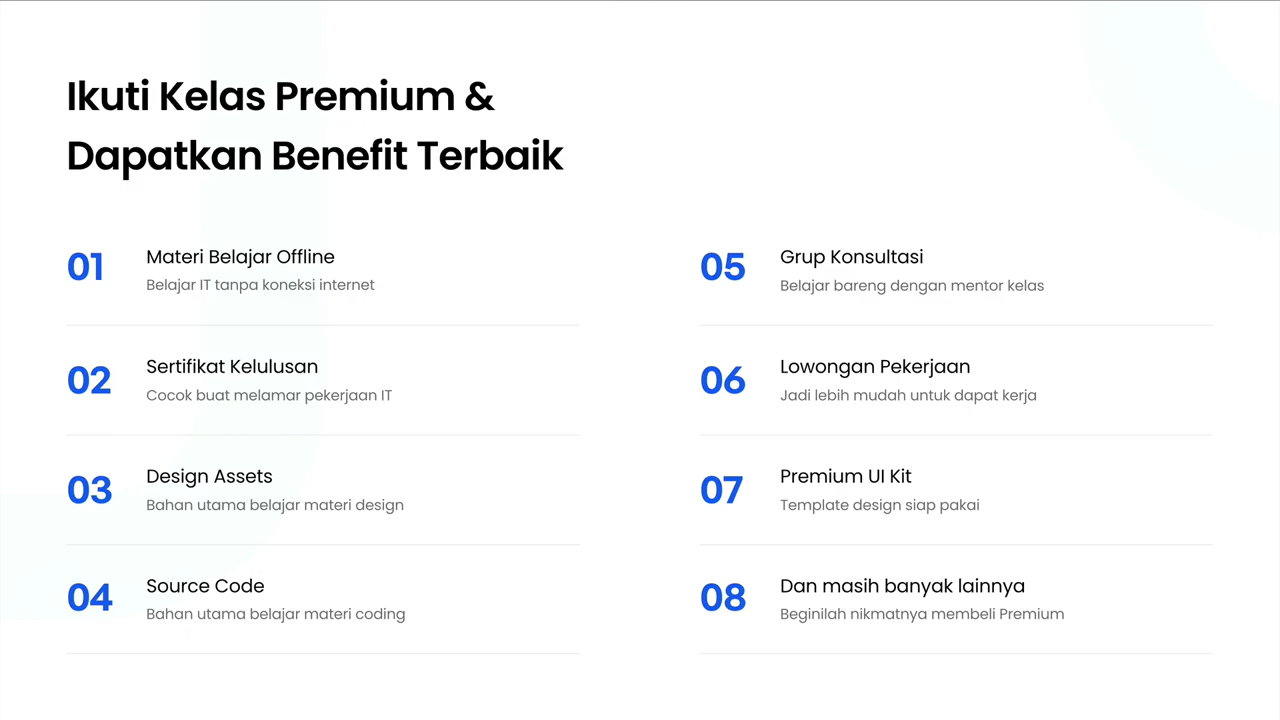 Ikuti Kelas Premium &
Dapatkan Benefit Terbaik
01
Materi Belajar Offline
Belajar IT tanpa koneksi internet
02
Sertifikat Kelulusan
Cocok buat melamar pekerjaan IT
03
Design Assets
Bahan utama belajar materi design
04
Source Code
Bahan utama belajar materi coding
05
Grup Konsultasi
Belajar bareng dengan mentor kelas
06
Lowongan Pekerjaan
Jadi lebih mudah untuk dapat kerja
07
Premium UI Kit
Template design siap pakai
08
Dan masih banyak lainnya
Beginilah nikmatnya membeli Premium